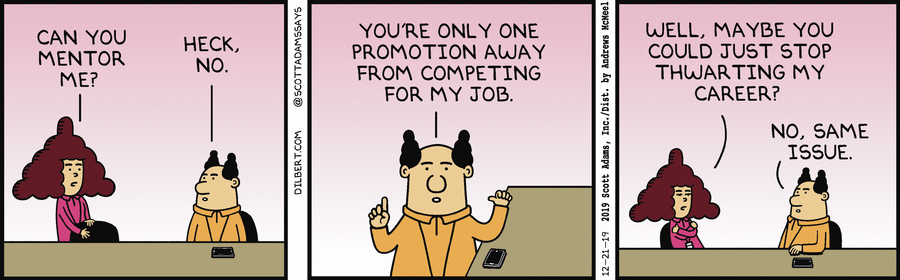 CAN YOU
MENTOR
ME?
HECK,
NO.
DILBERT.COM @SCOTTADAMSSAYS
YOU'RE ONLY ONE
PROMOTION AWAY
FROM COMPETING
FOR MY JOB.
12-21-19 2019 Scott Adams, Inc./Dist. by Andrews McMeel
WELL, MAYBE YOU
COULD JUST STOP
THWARTING MY
CAREER?
NO, SAME
ISSUE.